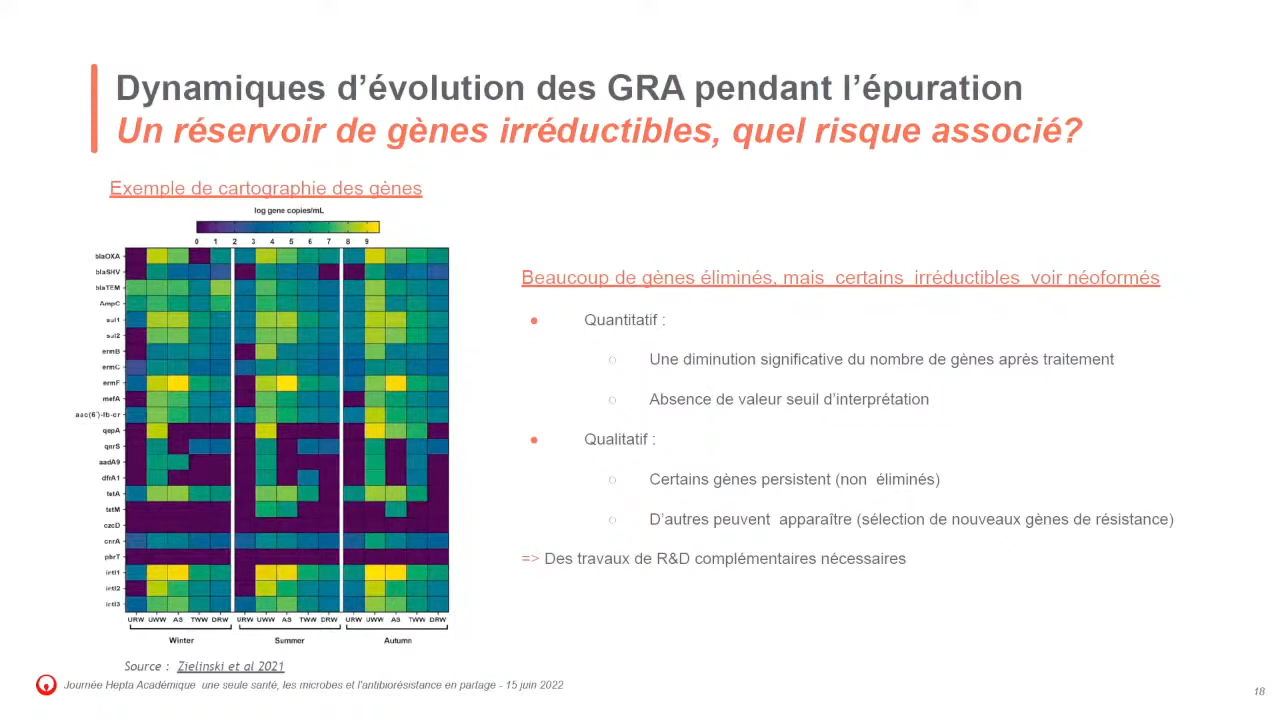 Dynamiques d’évolution des GRA pendant l’épuration
Un réservoir de gènes irréductibles, quel risque associé?
Exemple de cartographie des gènes
log gene copies/mL
0 1 2 3 4 5 6 7 8 9
blaOXA
blaSHV
blaTEM
AmpC
sul1
sul2
ermB
ermC
ermF
mefA
aac(6')-Ib-cr
qepA
qnrS
aadA9
dfrA1
tetA
tetM
czcD
cnrA
pbrT
intI1
intI2
intI3
URW UWW AS TWW DRW URW UWW AS TWW DRW URW UWW AS TWW DRW
Winter Summer Autumn
Source : Zielinski et al 2021
Beaucoup de gènes éliminés, mais certains irréductibles voir néoformés
● Quantitatif :
○ Une diminution significative du nombre de gènes après traitement
○ Absence de valeur seuil d’interprétation
● Qualitatif :
○ Certains gènes persistent (non éliminés)
○ D’autres peuvent apparaître (sélection de nouveaux gènes de résistance)
=> Des travaux de R&D complémentaires nécessaires
Journée Hepta Académique une seule santé, les microbes et l'antibiorésistance en partage - 15 juin 2022
18